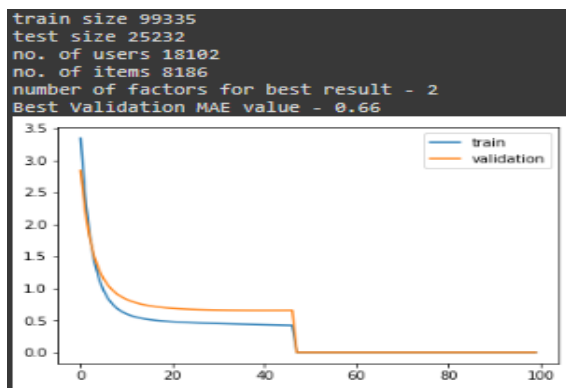 train size 99335
test size 25232
no. of users 18102
no. of items 8186
number of factors for best result - 2
Best Validation MAE value - 0.66
3.5
train
validation
3.0
2.5
2.0
1.5
1.0
0.5
0.0
0 20 40 60 80 100